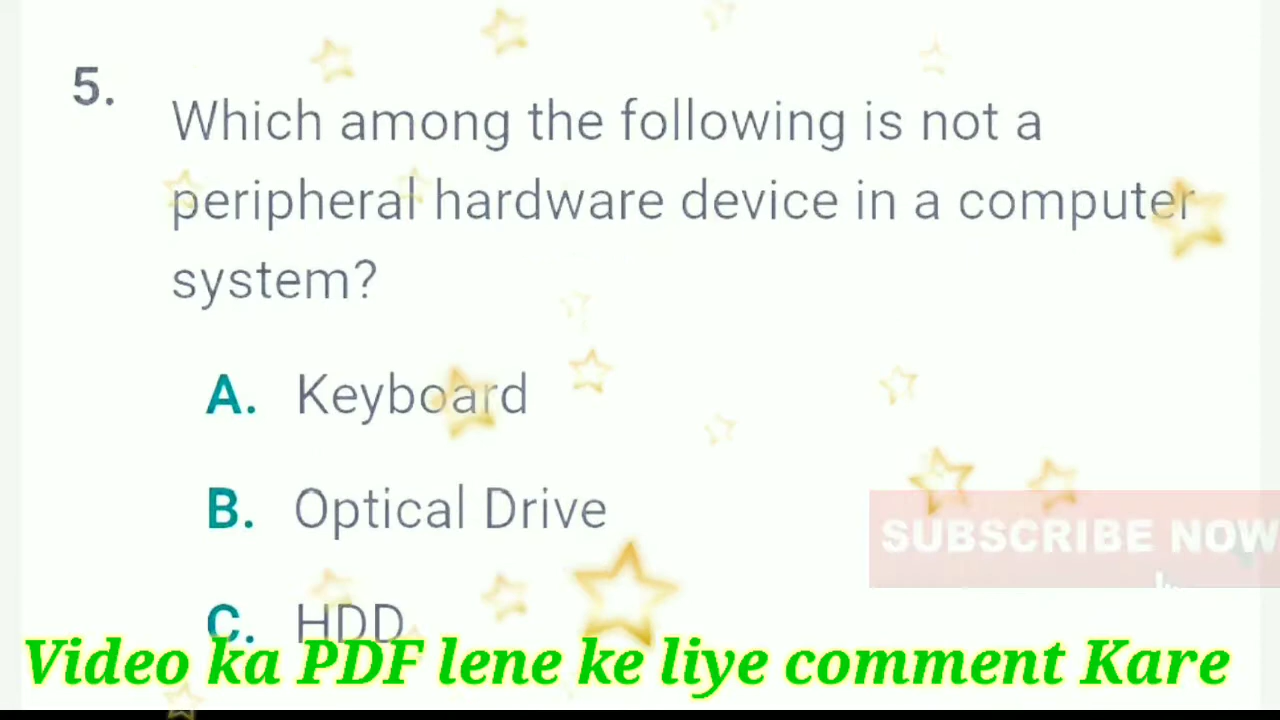 5.
Which among the following is not a
peripheral hardware device in a computer
system?
A. Keyboard
B. Optical Drive
SUBSCRIBE NOW
C. HDD
Video ka PDF lene ke liye comment Kare